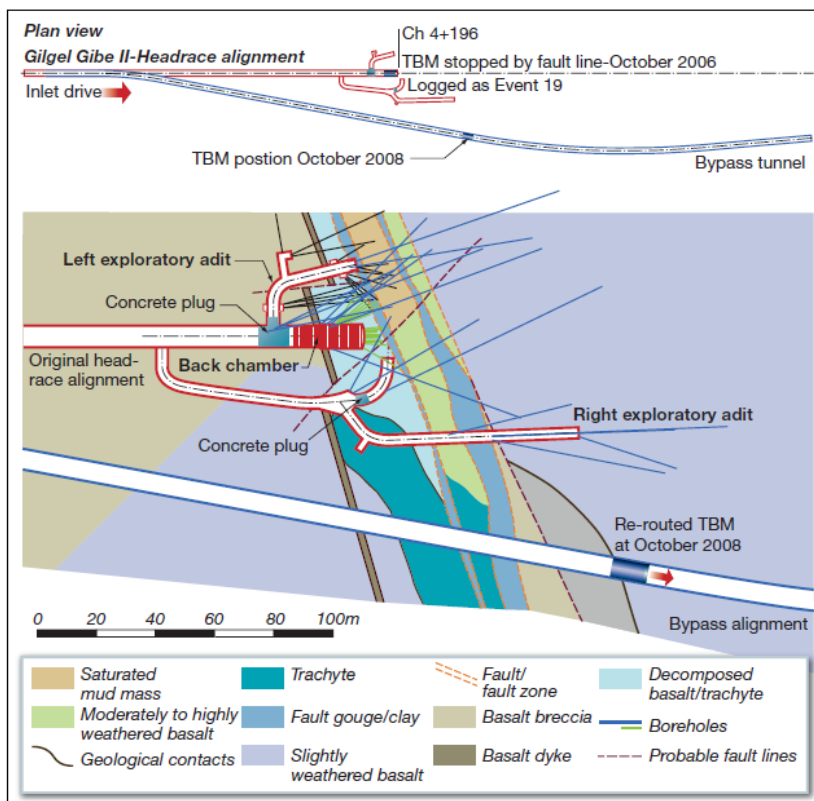 Plan view
Gilgel Gibe II-Headrace alignment
Ch 4+196
TBM stopped by fault line-October 2006
Inlet drive
Logged as Event 19
TBM postion October 2008
Bypass tunnel
Left exploratory adit
Concrete plug
Original head-
race alignment
Back chamber
Concrete plug
Right exploratory adit
Re-routed TBM
at October 2008
Bypass alignment
0 20 40 60 80 100m
Saturated
mud mass
Trachyte
Fault/
fault zone
Decomposed
basalt/trachyte
Moderately to highly
weathered basalt
Fault gouge/clay
Basalt breccia
Boreholes
Geological contacts
Slightly
weathered basalt
Basalt dyke
Probable fault lines